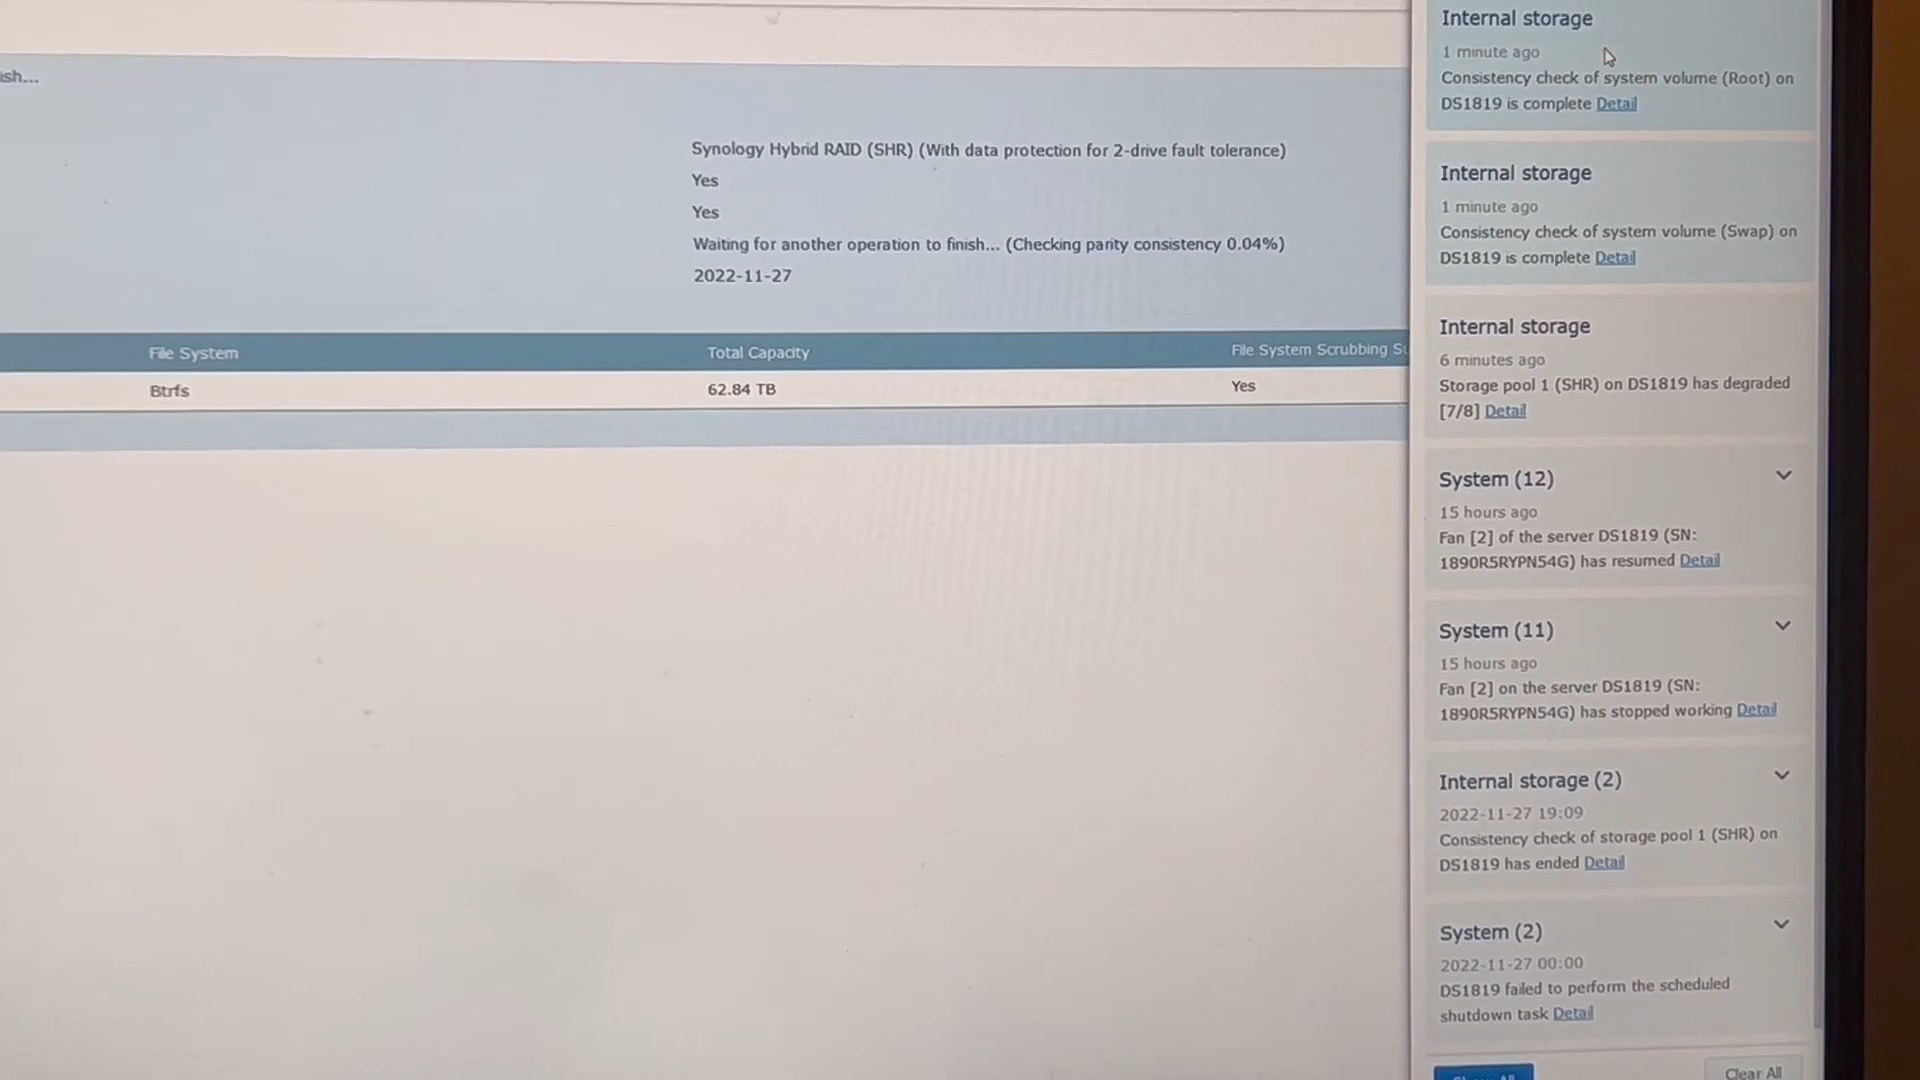 ish...
Synology Hybrid RAID (SHR) (With data protection for 2-drive fault tolerance)
Yes
Yes
Waiting for another operation to finish... (Checking parity consistency 0.04%)
2022-11-27
File System Total Capacity File System Scrubbing Su
Btrfs 62.84 TB Yes
Internal storage
1 minute ago
Consistency check of system volume (Root) on
DS1819 is complete Detail
Internal storage
1 minute ago
Consistency check of system volume (Swap) on
DS1819 is complete Detail
Internal storage
6 minutes ago
Storage pool 1 (SHR) on DS1819 has degraded
[7/8] Detail
System (12)
15 hours ago
Fan [2] of the server DS1819 (SN:
1890R5RYPN54G) has resumed Detail
System (11)
15 hours ago
Fan [2] on the server DS1819 (SN:
1890R5RYPN54G) has stopped working Detail
Internal storage (2)
2022-11-27 19:09
Consistency check of storage pool 1 (SHR) on
DS1819 has ended Detail
System (2)
2022-11-27 00:00
DS1819 failed to perform the scheduled
shutdown task Detail
Clear All